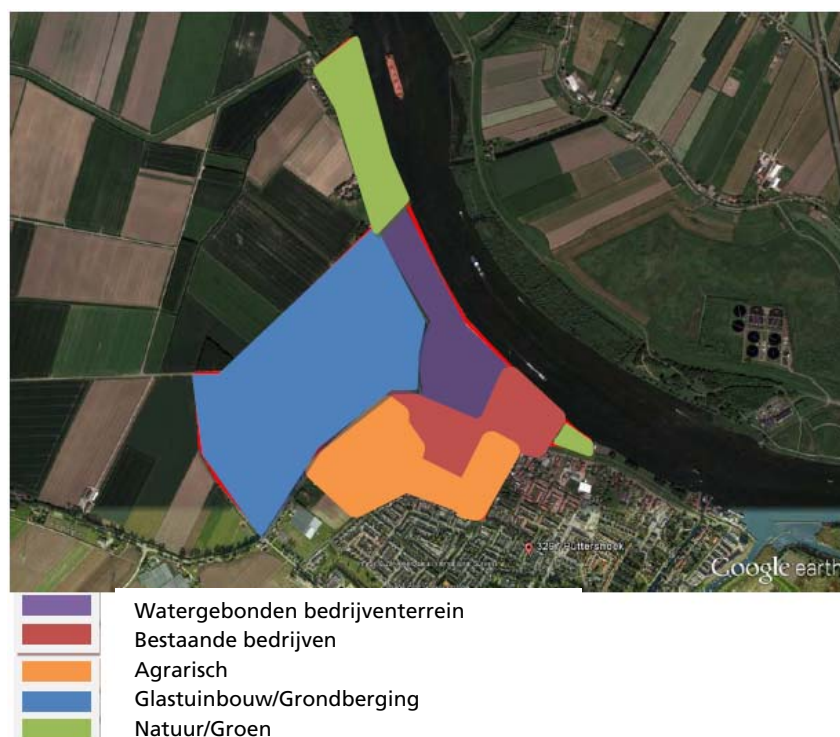 Google earth
Watergebonden bedrijventerrein
Bestaande bedrijven
Agrarisch
Glastuinbouw/Grondberging
Natuur/Groen